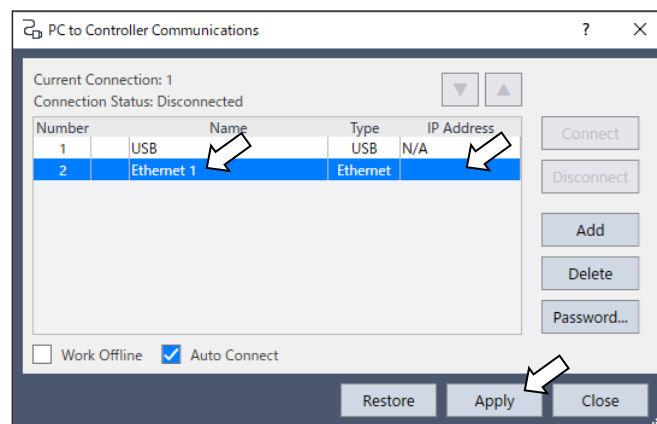 PC to Controller Communications ?
Current Connection: 1
Connection Status: Disconnected
Number Name Type IP Address
1 USB USB N/A
2 Ethernet 1 Ethernet
Connect
Disconnect
Add
Delete
Password...
Work Offline Auto Connect
Restore Apply Close